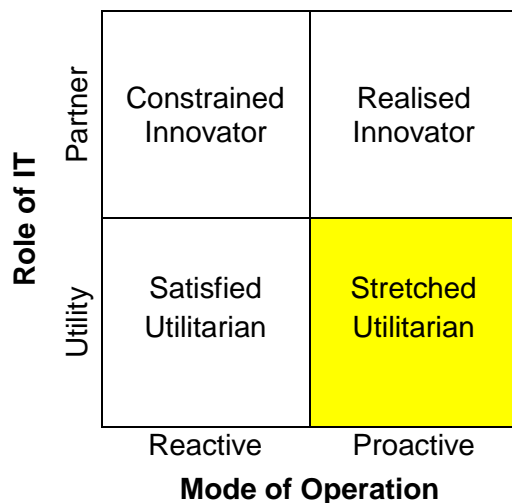 Role of IT
Partner
Constrained
Innovator
Realised
Innovator
Utility
Satisfied
Utilitarian
Stretched
Utilitarian
Reactive
Proactive
Mode of Operation